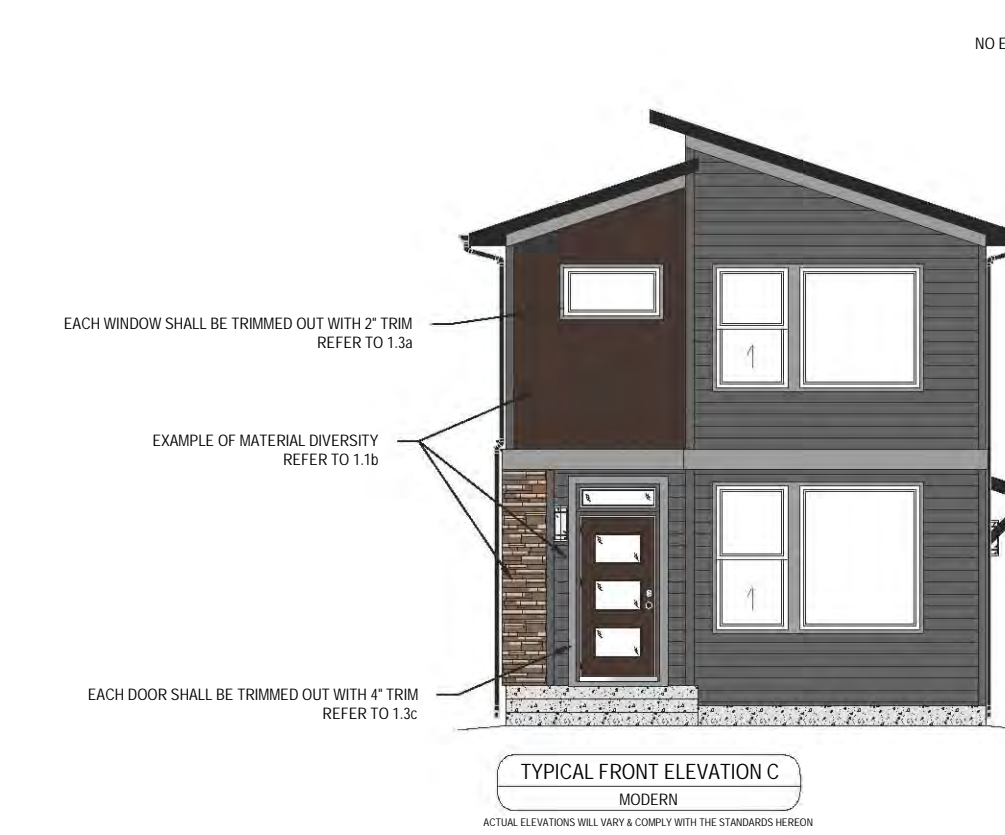 NO E
EACH WINDOW SHALL BE TRIMMED OUT WITH 2" TRIM
REFER TO 1.3a
EXAMPLE OF MATERIAL DIVERSITY
REFER TO 1.1b
EACH DOOR SHALL BE TRIMMED OUT WITH 4" TRIM
REFER TO 1.3c
TYPICAL FRONT ELEVATION C
MODERN
ACTUAL ELEVATIONS WILL VARY & COMPLY WITH THE STANDARDS HEREON